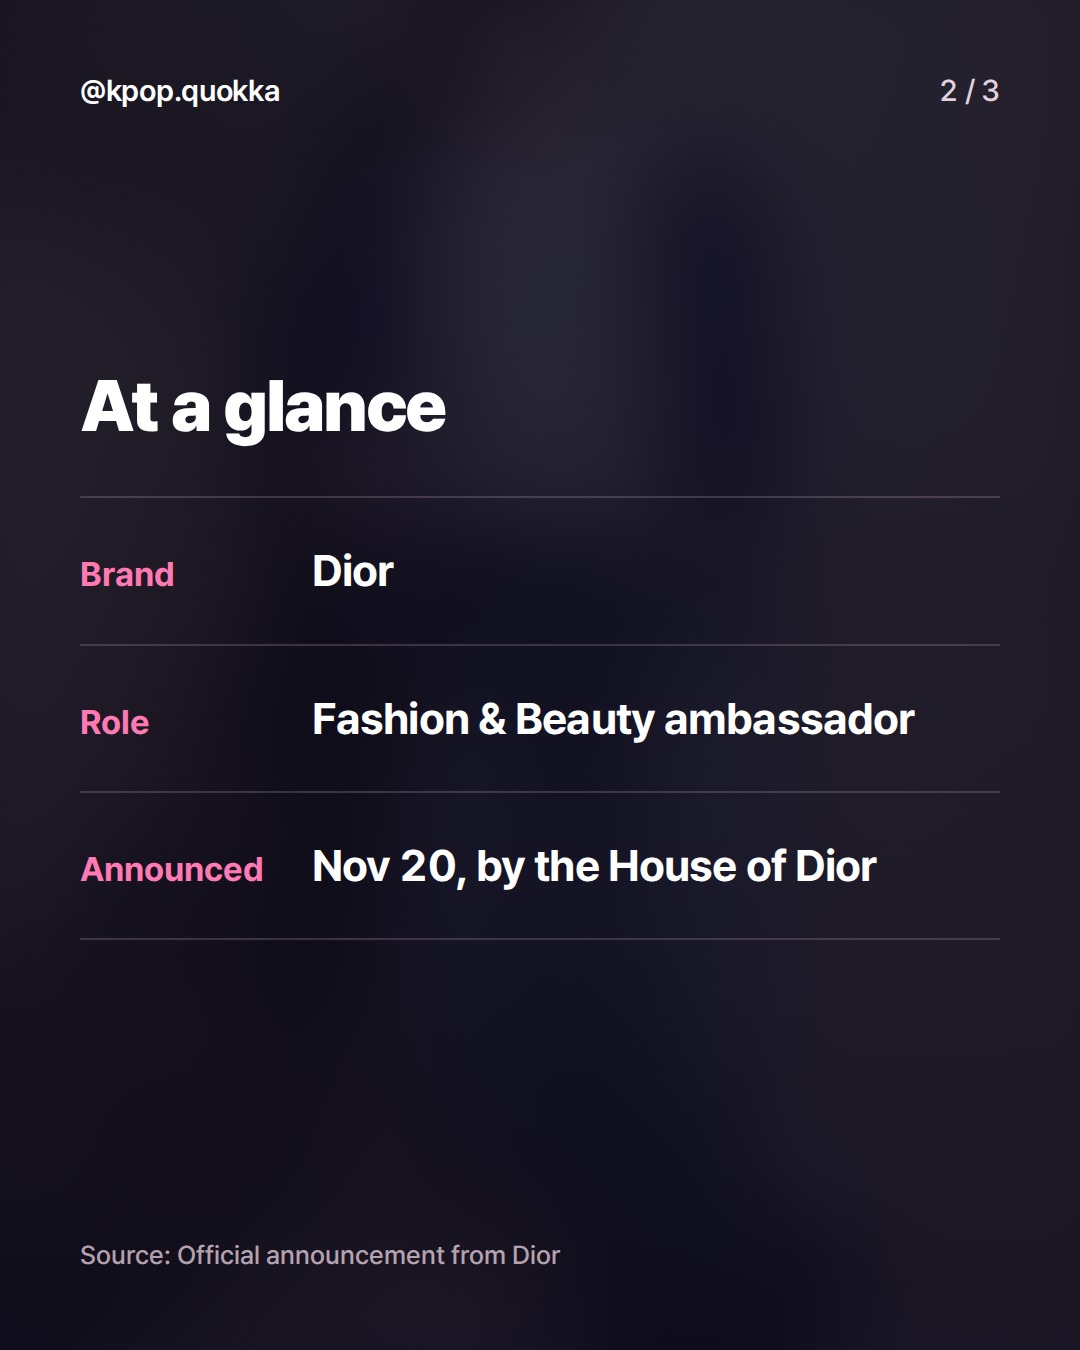 @kpop.quokka
2 / 3
At a glance
Brand Dior
Role Fashion & Beauty ambassador
Announced Nov 20, by the House of Dior
Source: Official announcement from Dior